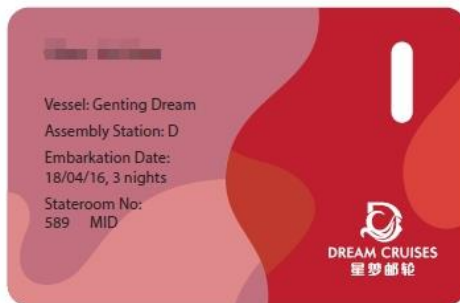 Vessel: Genting Dream
Assembly Station: D
Embarkation Date:
18/04/16, 3 nights
Stateroom No:
589 MID
DREAM CRUISES
星梦邮轮